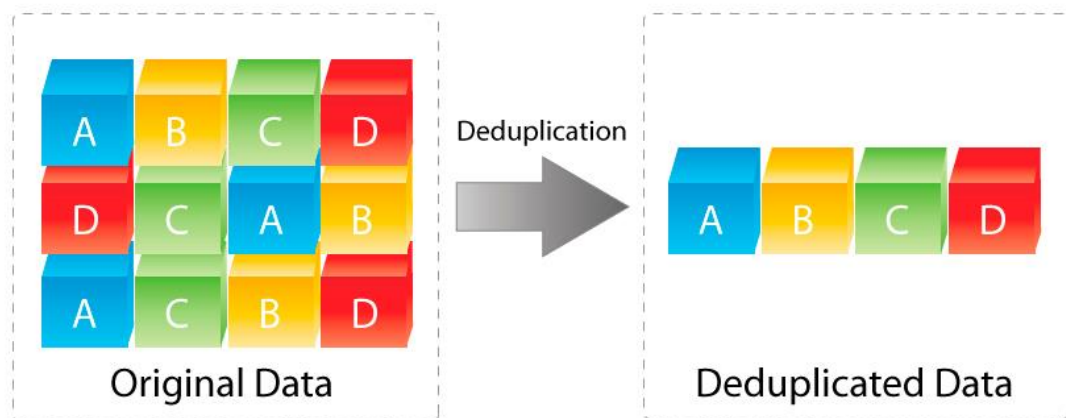 A B C D
Deduplication
D C A B
A B C D
A C B D
Original Data
Deduplicated Data